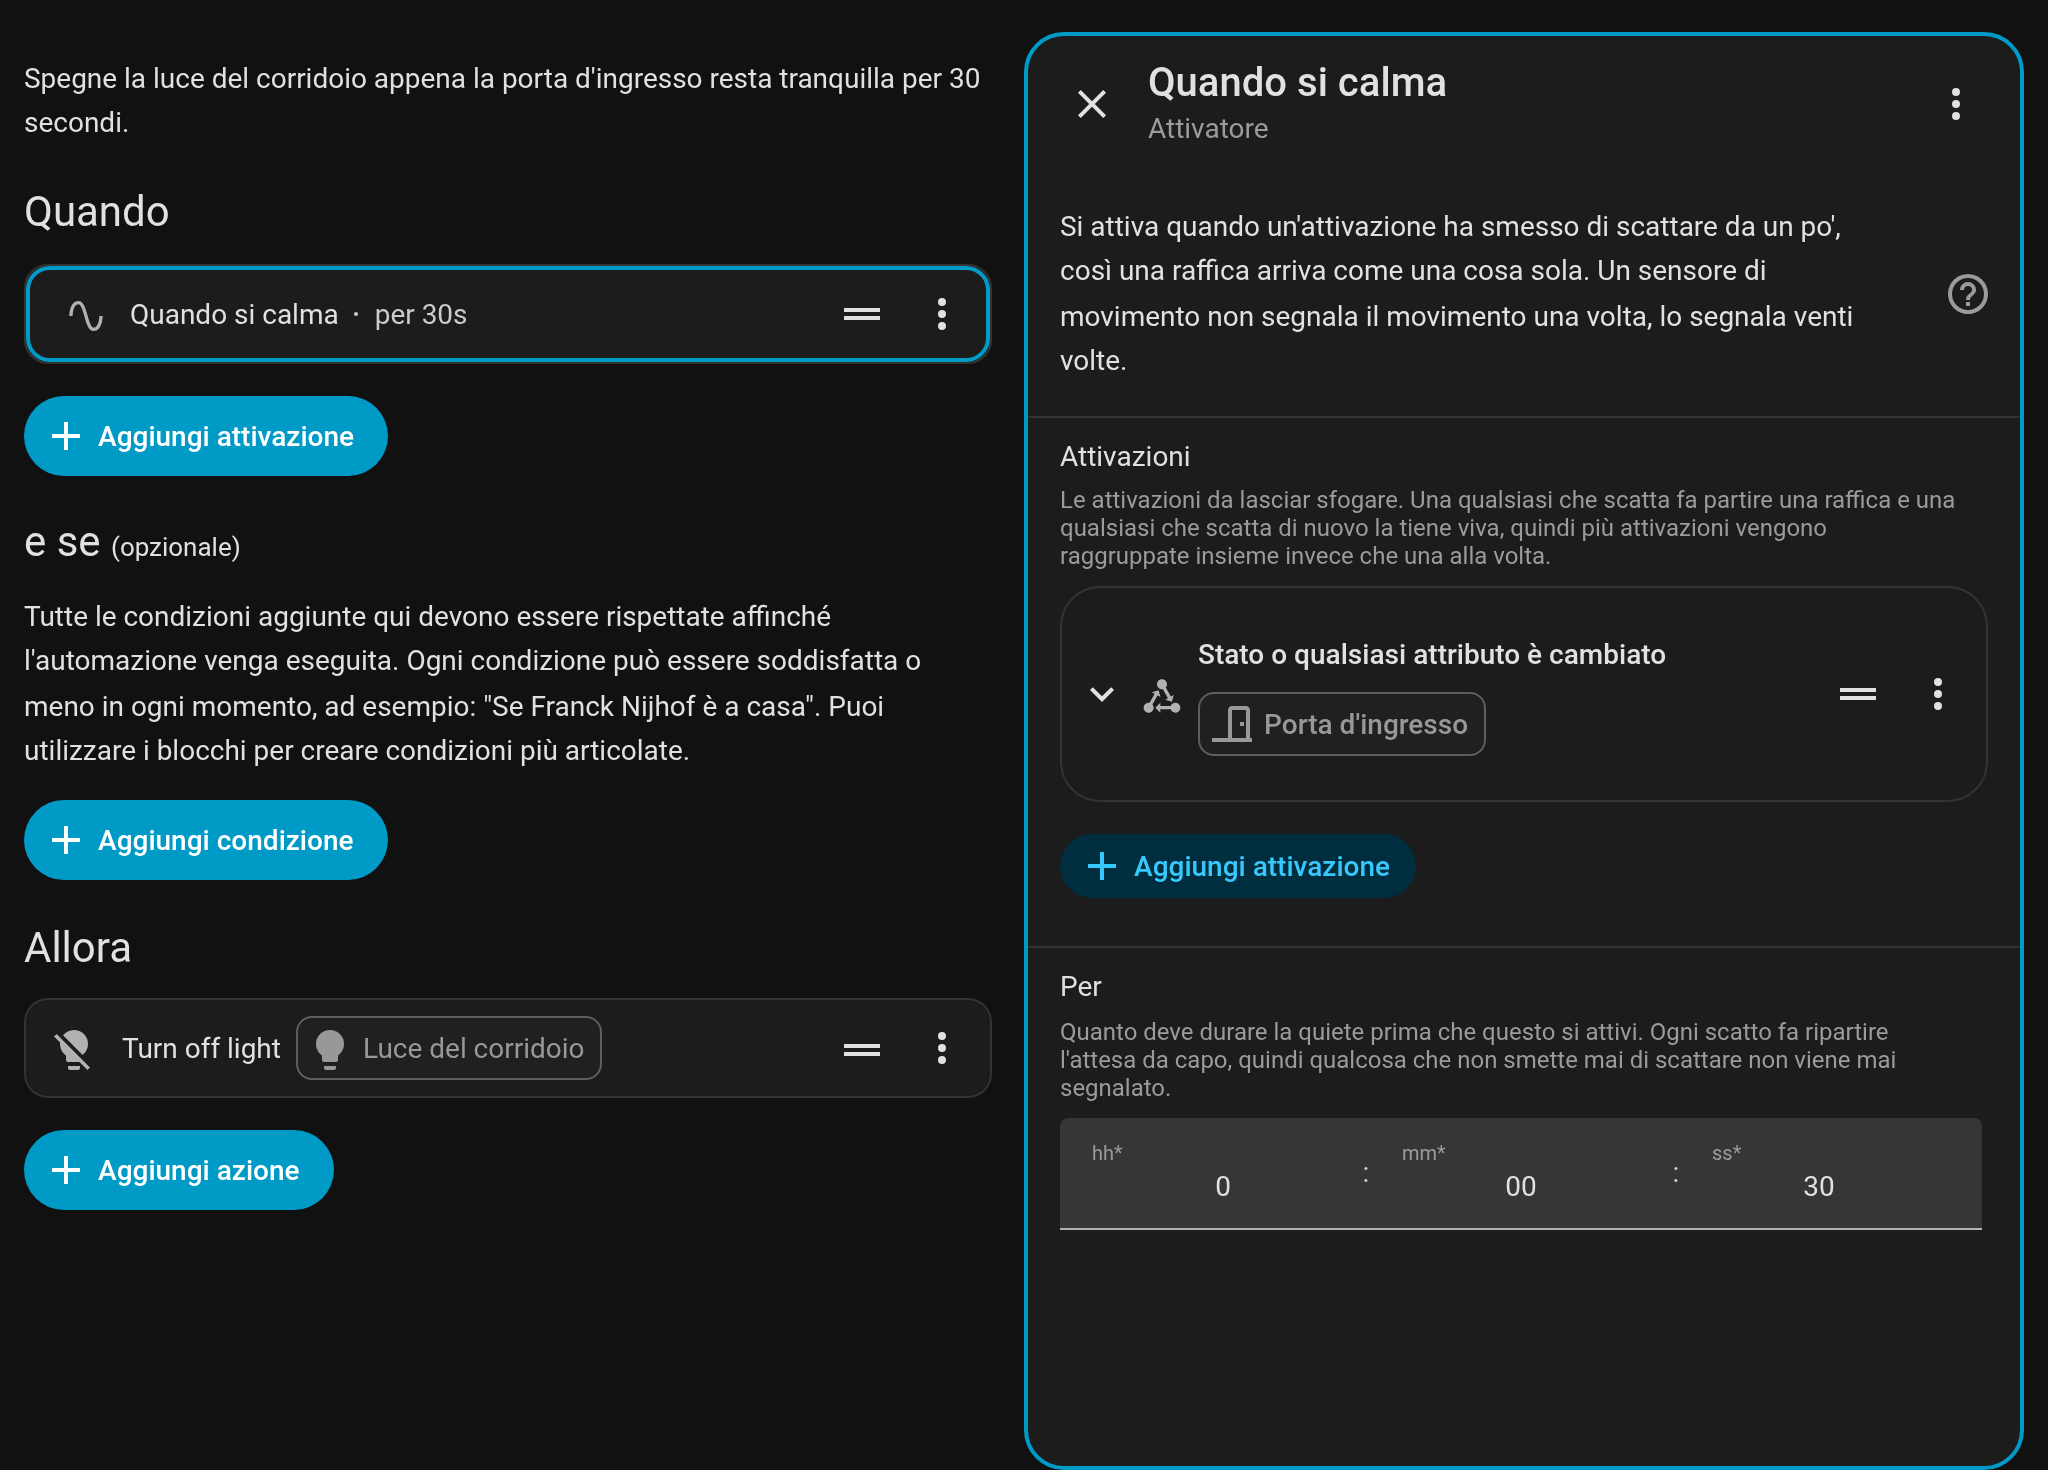 Spegne la luce del corridoio appena la porta d'ingresso resta tranquilla per 30
secondi.
Quando
Quando si calma · per 30s
Aggiungi attivazione
e se (opzionale)
Tutte le condizioni aggiunte qui devono essere rispettate affinché
l'automazione venga eseguita. Ogni condizione può essere soddisfatta o
meno in ogni momento, ad esempio: "Se Franck Nijhof è a casa". Puoi
utilizzare i blocchi per creare condizioni più articolate.
Aggiungi condizione
Allora
Turn off light Luce del corridoio
Aggiungi azione
Quando si calma
Attivatore
Si attiva quando un'attivazione ha smesso di scattare da un po',
così una raffica arriva come una cosa sola. Un sensore di
movimento non segnala il movimento una volta, lo segnala venti
volte.
Attivazioni
Le attivazioni da lasciar sfogare. Una qualsiasi che scatta fa partire una raffica e una
qualsiasi che scatta di nuovo la tiene viva, quindi più attivazioni vengono
raggruppate insieme invece che una alla volta.
Stato o qualsiasi attributo è cambiato
Porta d'ingresso
Aggiungi attivazione
Per
Quanto deve durare la quiete prima che questo si attivi. Ogni scatto fa ripartire
l'attesa da capo, quindi qualcosa che non smette mai di scattare non viene mai
segnalato.
hh* mm* ss*
0 : 00 : 30